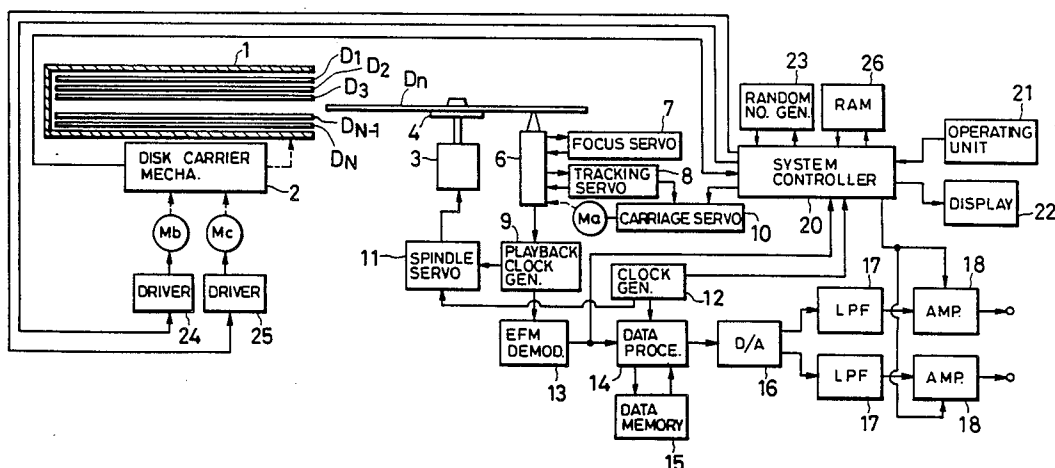 1
D1
D2
D3
DN-1
DN
Dn
4
3
6
7
FOCUS SERVO
8
TRACKING
SERVO
Ma
CARRIAGE SERVO
10
23
RANDOM
NO. GEN.
26
RAM
21
OPERATING
UNIT
SYSTEM
CONTROLLER
20
DISPLAY
22
DISK CARRIER
MECHA.
2
Mb
Mc
DRIVER
24
DRIVER
25
11
SPINDLE
SERVO
9
PLAYBACK
CLOCK
GEN.
CLOCK
GEN.
12
EFM
DEMOD.
13
DATA
PROCE.
14
DATA
MEMORY
15
D/A
16
17
LPF
18
AMP.
LPF
17
AMP.
18